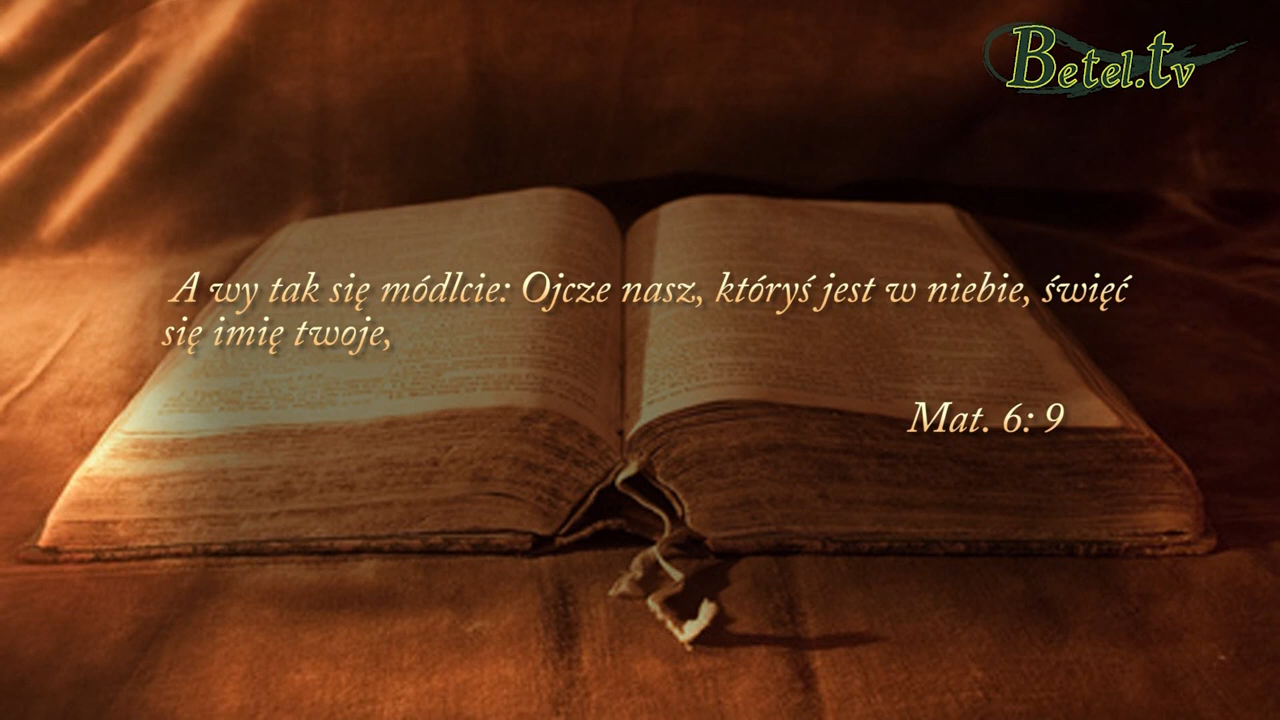 Betel.tv
A wy tak się módlcie: Ojcze nasz, któryś jest w niebie, święć
się imię twoje,
Mat. 6: 9